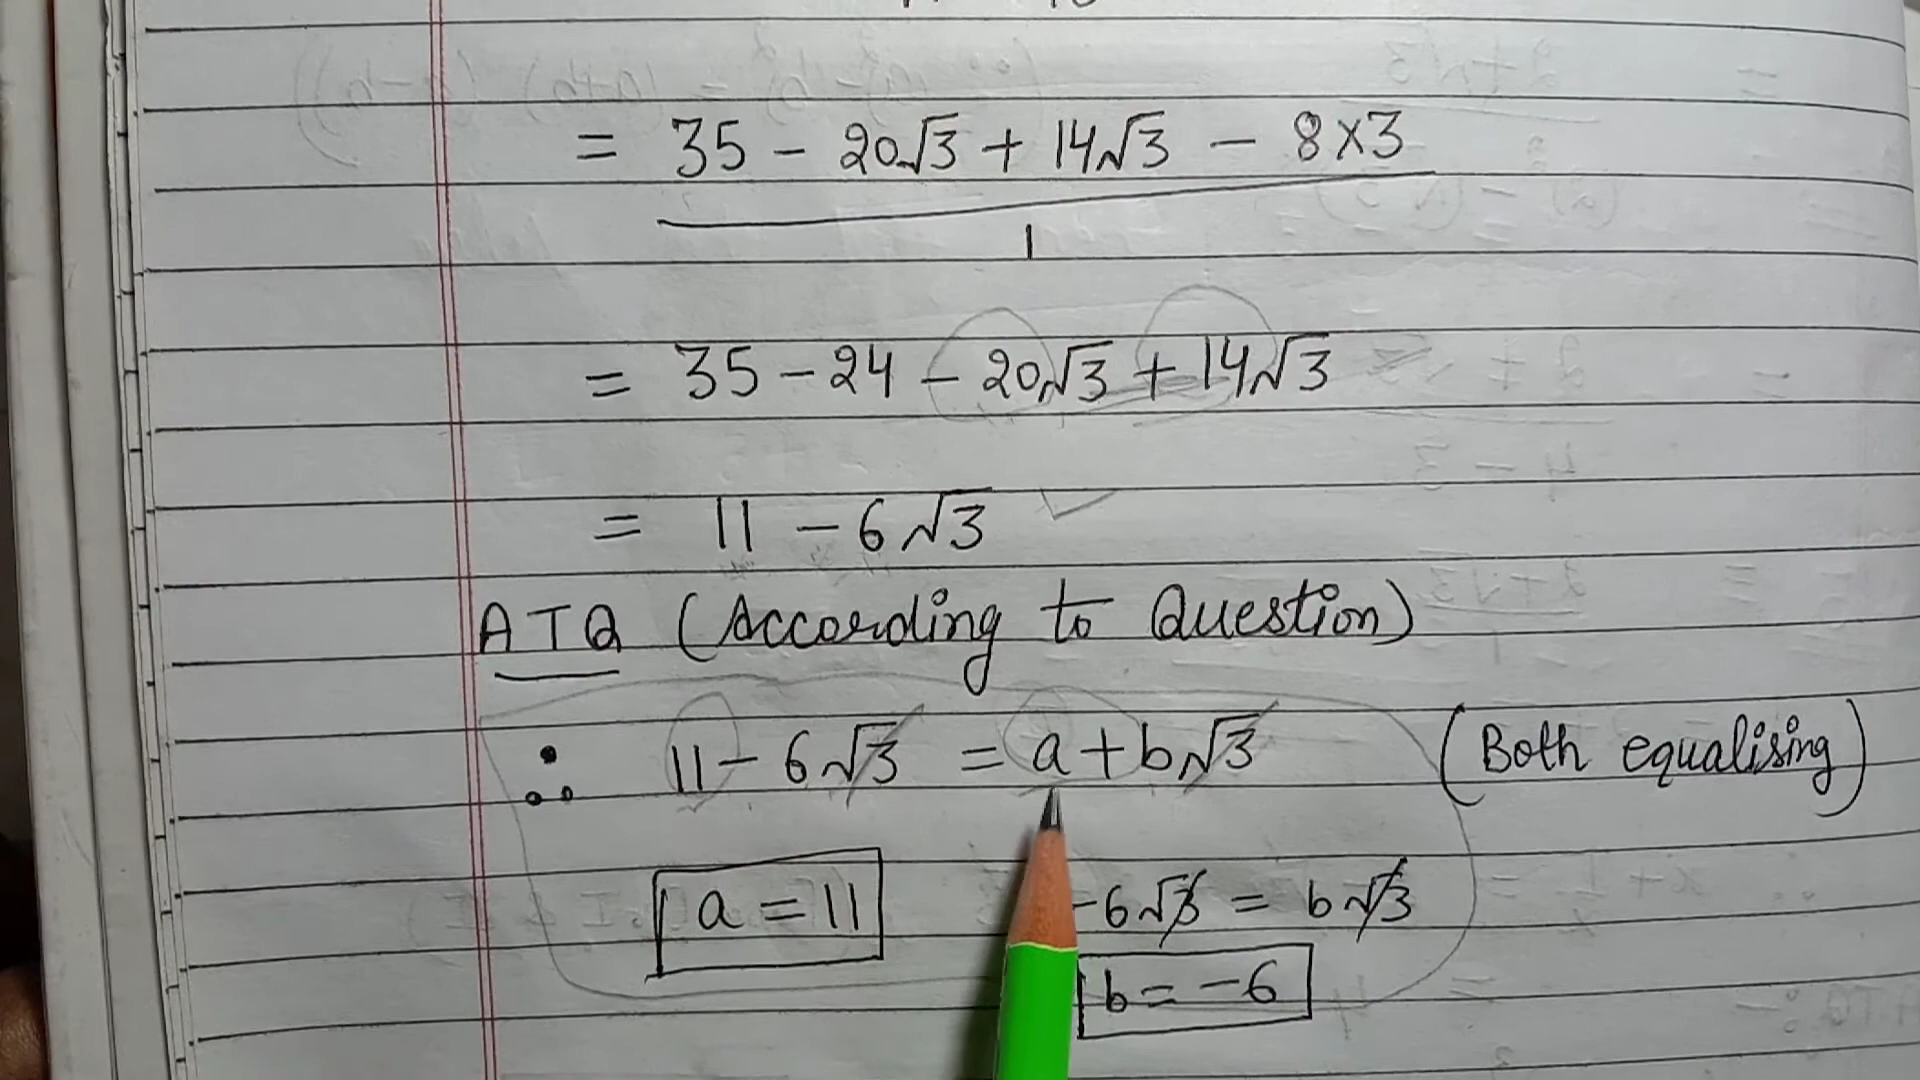 = 35 - 20√3 + 14√3 - 8×3
1
= 35 - 24 - 20√3 + 14√3
= 11 - 6√3
ATQ (According to Question)
∴ 11 - 6√3 = a + b√3 (Both equalising)
a = 11 -6√3 = b√3
b = -6